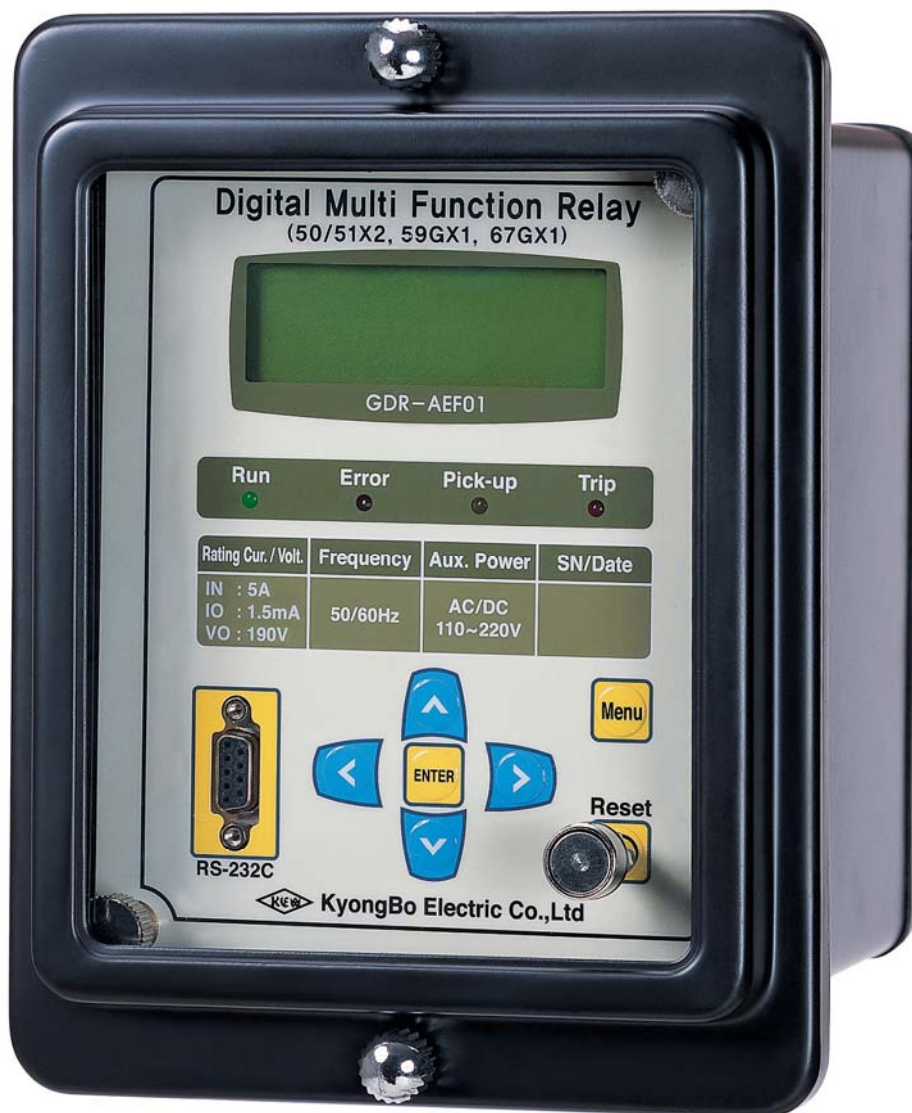 Digital Multi Function Relay
(50/51X2, 59GX1, 67GX1)
GDR-AEF01
Run Error Pick-up Trip
Rating Cur. / Volt. Frequency Aux. Power SN/Date
IN : 5A
IO : 1.5mA
VO : 190V
50/60Hz
AC/DC
110~220V
Menu
ENTER
Reset
RS-232C
KyongBo Electric Co.,Ltd